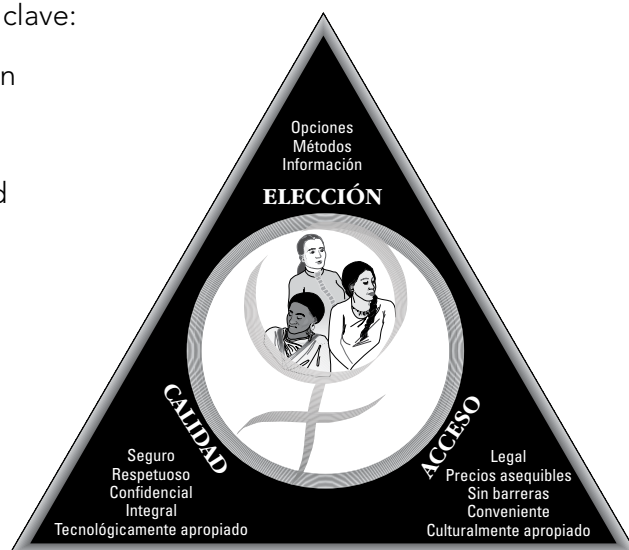 clave:
n
d
Opciones
Métodos
Información
ELECCIÓN
CALIDAD
Seguro
Respetuoso
Confidencial
Integral
Tecnológicamente apropiado
ACCESO
Legal
Precios asequibles
Sin barreras
Conveniente
Culturalmente apropiado